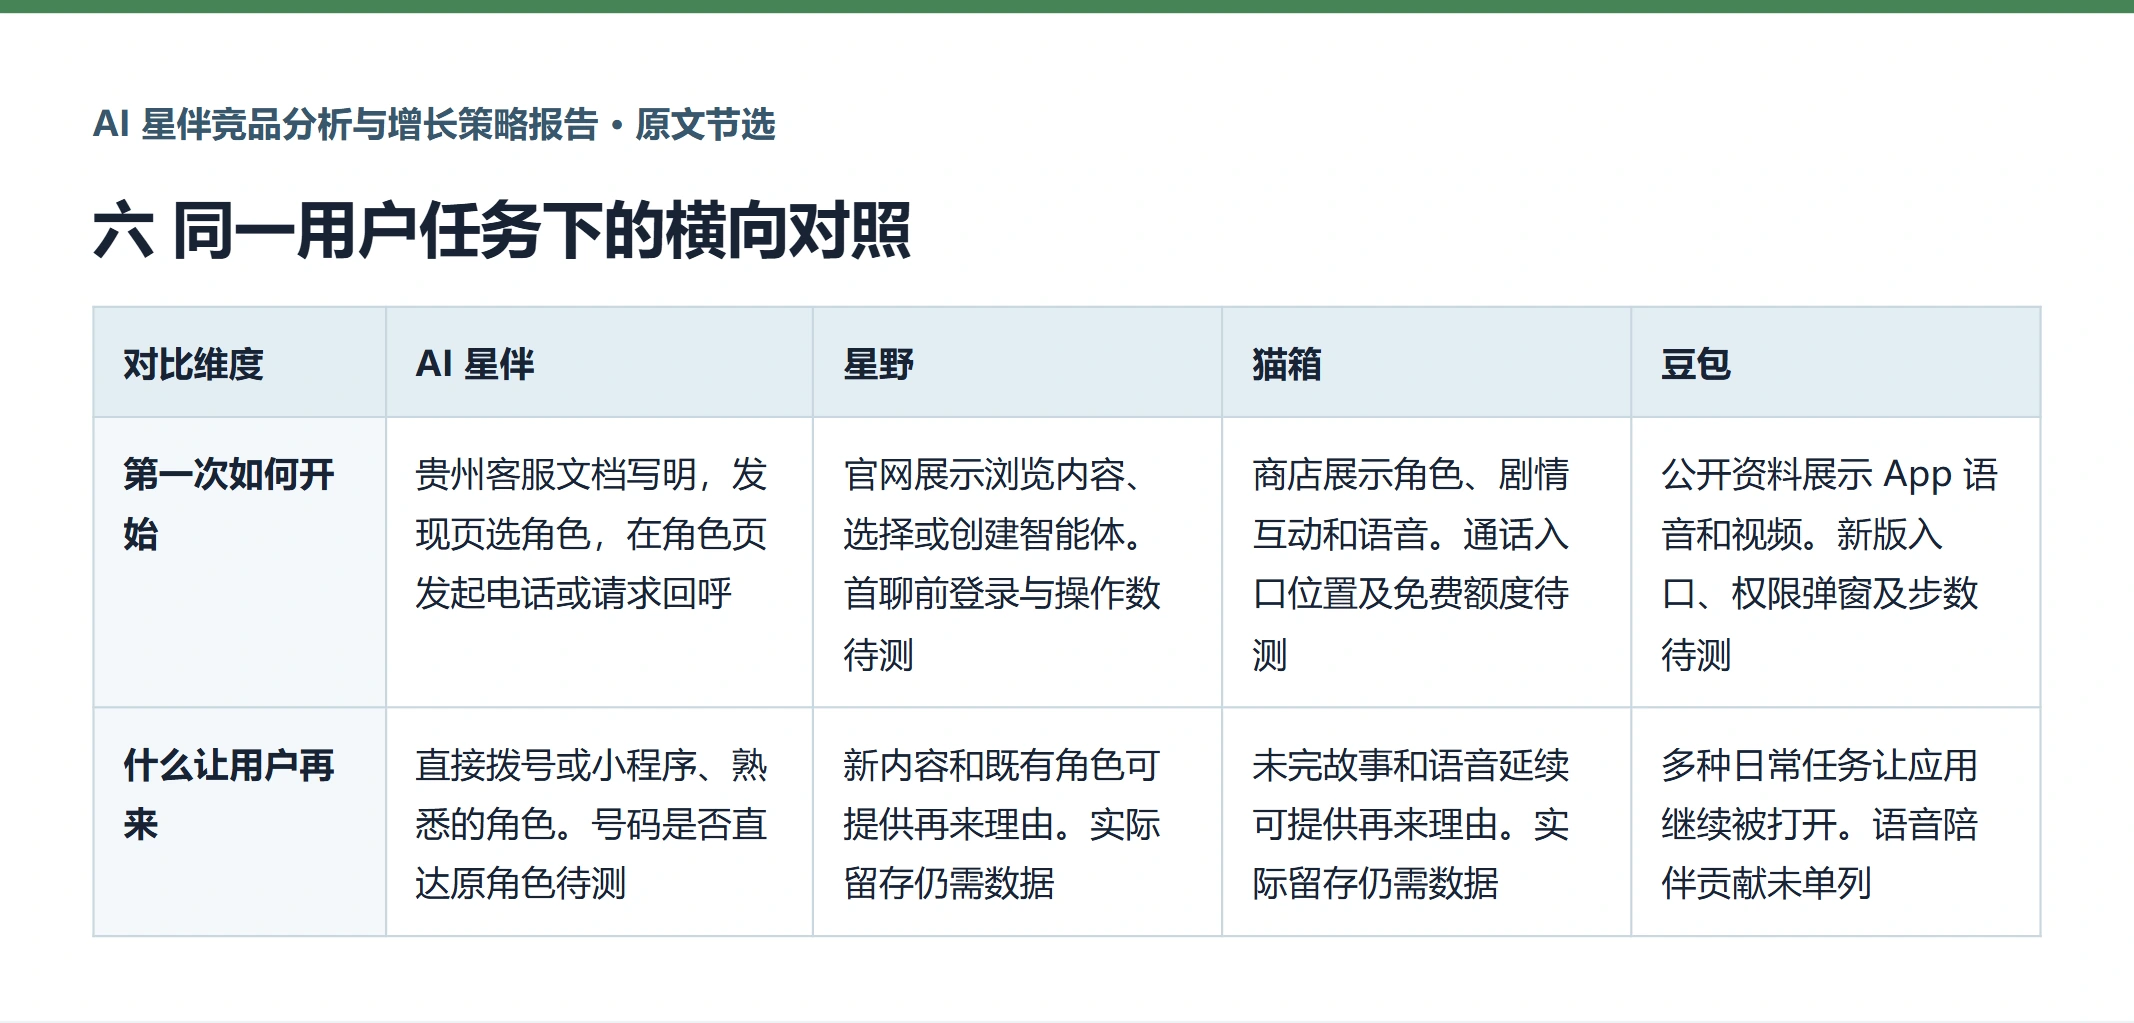 AI 星伴竞品分析与增长策略报告 • 原文节选
六 同一用户任务下的横向对照
对比维度
AI 星伴
星野
猫箱
豆包
第一次如何开
始
贵州客服文档写明，发
现页选角色，在角色页
发起电话或请求回呼
官网展示浏览内容、
选择或创建智能体。
首聊前登录与操作数
待测
商店展示角色、剧情
互动和语音。通话入
口位置及免费额度待
测
公开资料展示 App 语
音和视频。新版入
口、权限弹窗及步数
待测
什么让用户再
来
直接拨号或小程序、熟
悉的角色。号码是否直
达原角色待测
新内容和既有角色可
提供再来理由。实际
留存仍需数据
未完故事和语音延续
可提供再来理由。实
际留存仍需数据
多种日常任务让应用
继续被打开。语音陪
伴贡献未单列